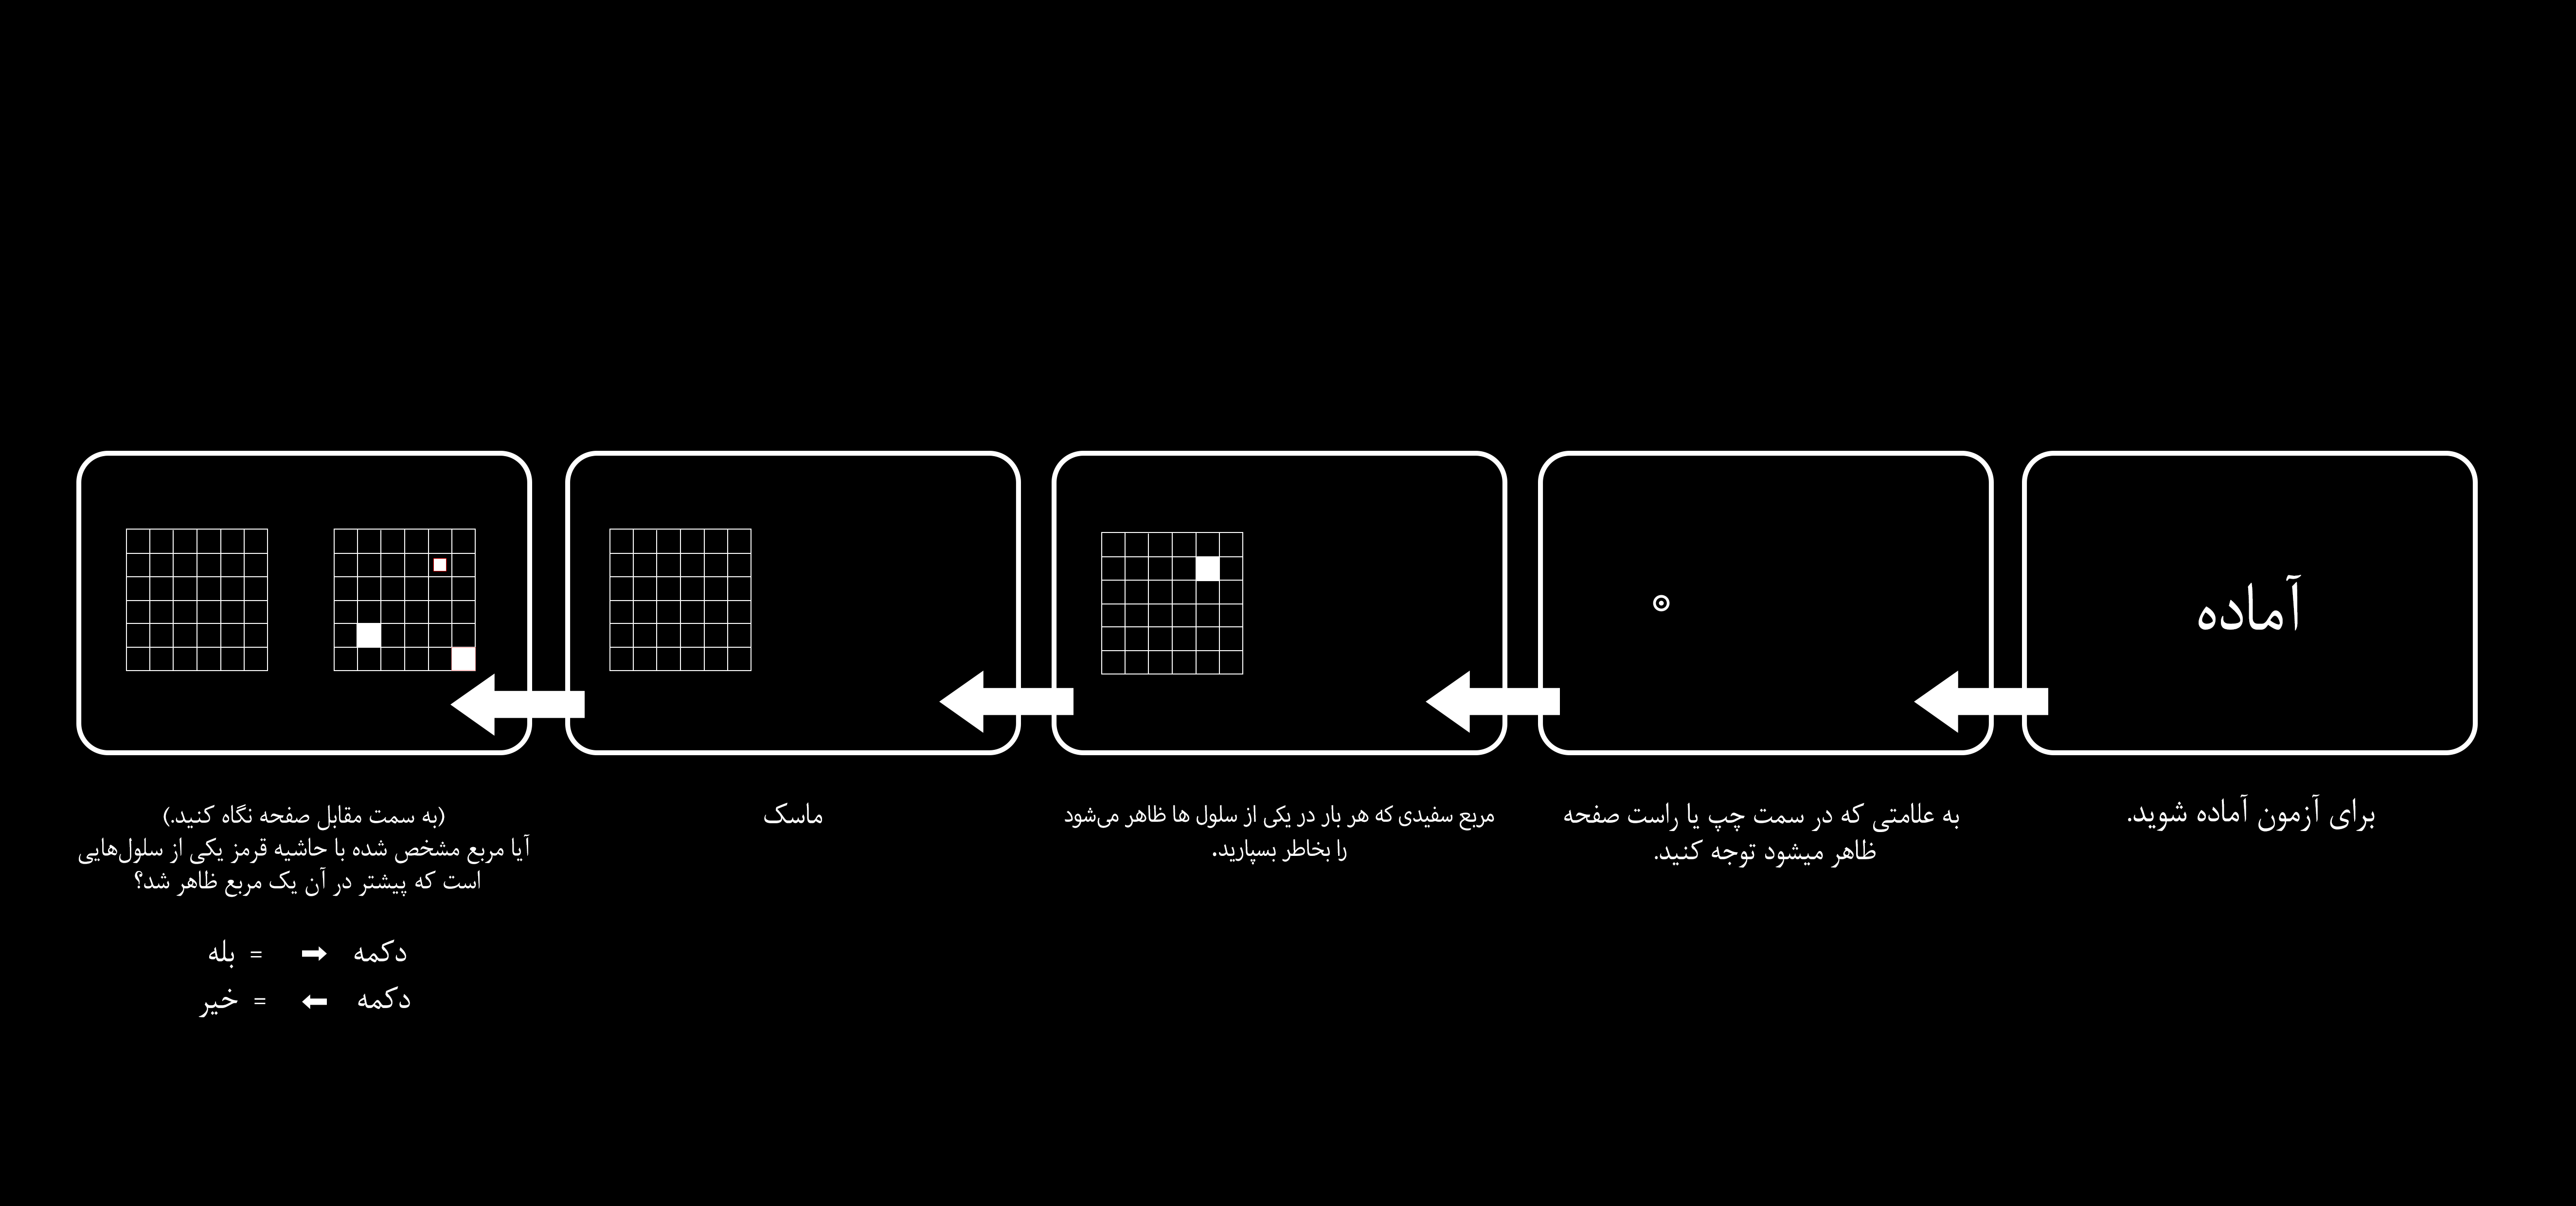 آماده
برای آزمون آماده شوید.
به علامتی که در سمت چپ یا راست صفحه
ظاهر میشود توجه کنید.
مربع سفیدی که هر بار در یکی از سلول ها ظاهر می‌شود
را بخاطر بسپارید.
ماسک
(به سمت مقابل صفحه نگاه کنید.)
آیا مربع مشخص شده با حاشیه قرمز یکی از سلول‌هایی
است که پیشتر در آن یک مربع ظاهر شد؟
دکمه ➡ = بله
دکمه ⬅ = خیر